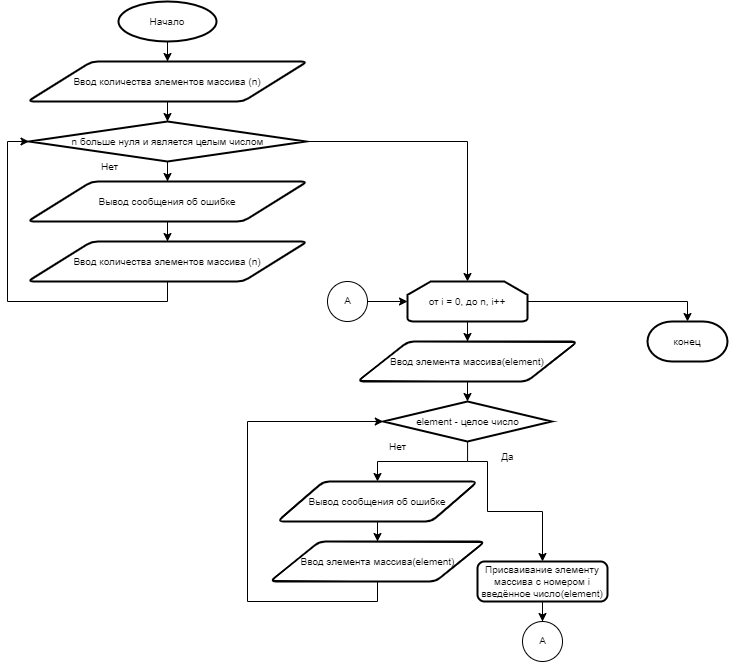 Начало
Ввод количества элементов массива (n)
n больше нуля и является целым числом
Нет
Вывод сообщения об ошибке
Ввод количества элементов массива (n)
А
от i = 0, до n, i++
конец
Ввод элемента массива(element)
element - целое число
Нет
Да
Вывод сообщения об ошибке
Ввод элемента массива(element)
Присваивание элементу
массива с номером i
введённое число(element)
А